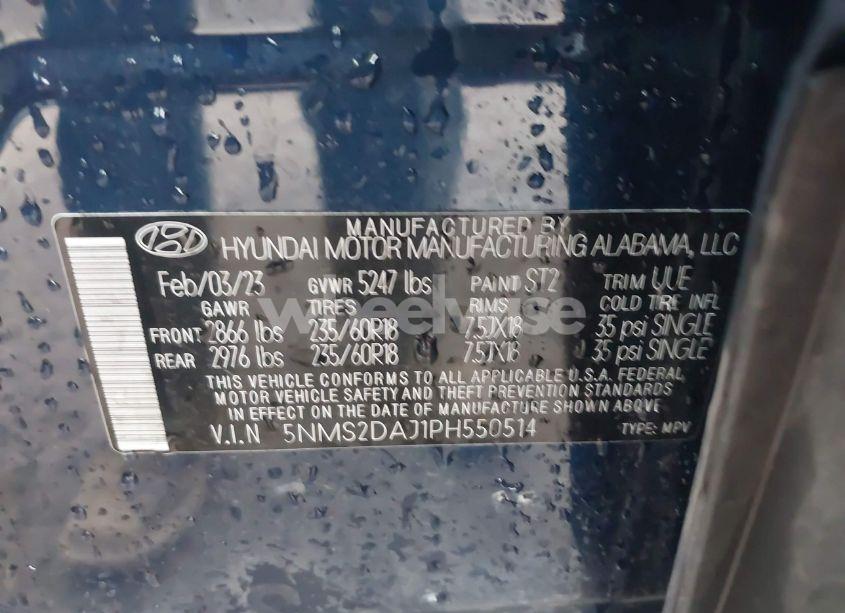 MANUFACTURED BY
HYUNDAI MOTOR MANUFACTURING ALABAMA, LLC
Feb/03/23 GVWR 5247 lbs PAINT ST2 TRIM UUE
GAWR TIRES RIMS COLD TIRE INFL
FRONT 2866 lbs 235/60R18 7.5JX18 35 psi SINGLE
REAR 2976 lbs 235/60R18 7.5JX18 35 psi SINGLE
THIS VEHICLE CONFORMS TO ALL APPLICABLE U.S.A. FEDERAL
MOTOR VEHICLE SAFETY AND THEFT PREVENTION STANDARDS
IN EFFECT ON THE DATE OF MANUFACTURE SHOWN ABOVE
V.I.N 5NMS2DAJ1PH550514 TYPE: MPV
wheelwise